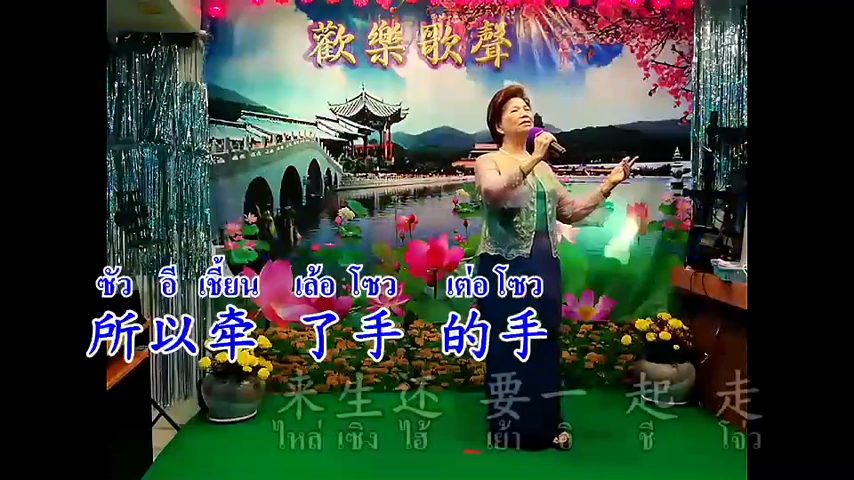 歡樂歌聲
ซัว อี เชี้ยน เล้อ โซว เต่อ โซว
所以牵 了手 的手
来生还 要一 起 走
ไหล่ เซิง ไฮ้ เย้า อิ ชี โจ่ว